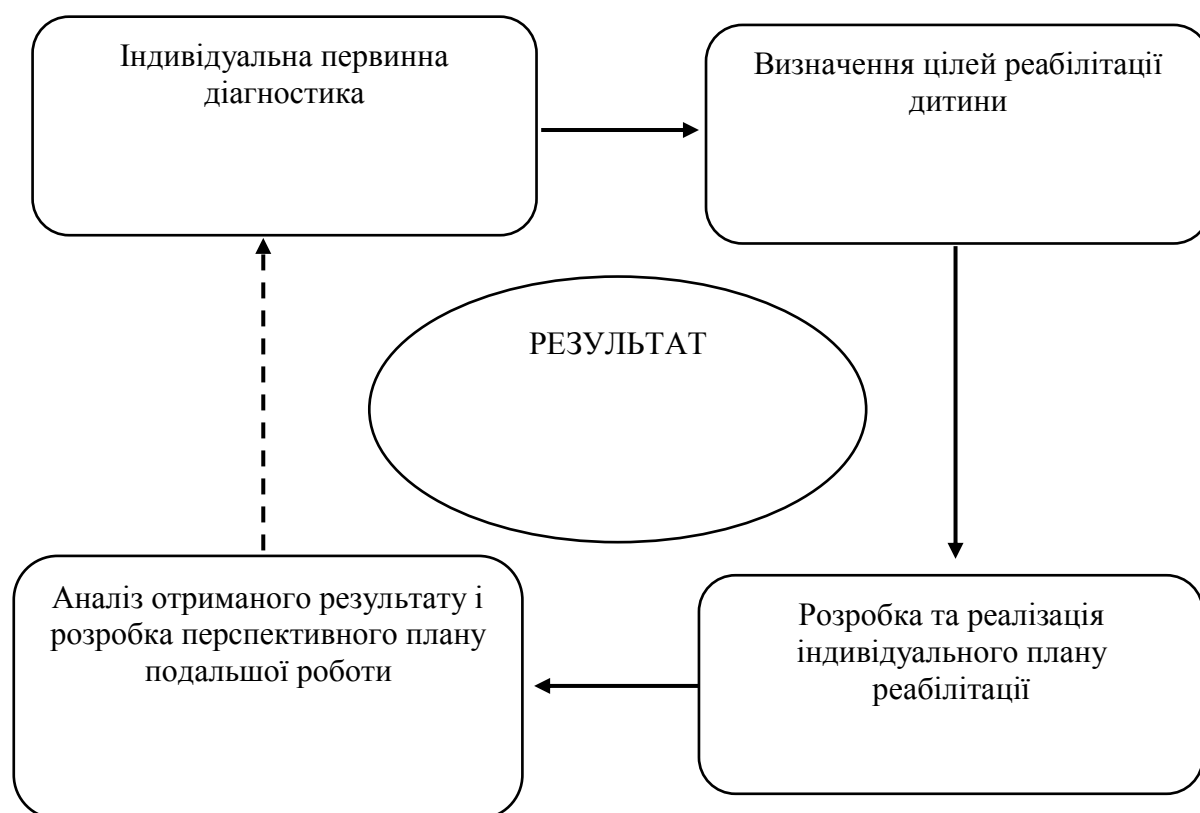 Індивідуальна первинна
діагностика
Визначення цілей реабілітації
дитини
РЕЗУЛЬТАТ
Аналіз отриманого результату і
розробка перспективного плану
подальшої роботи
Розробка та реалізація
індивідуального плану
реабілітації